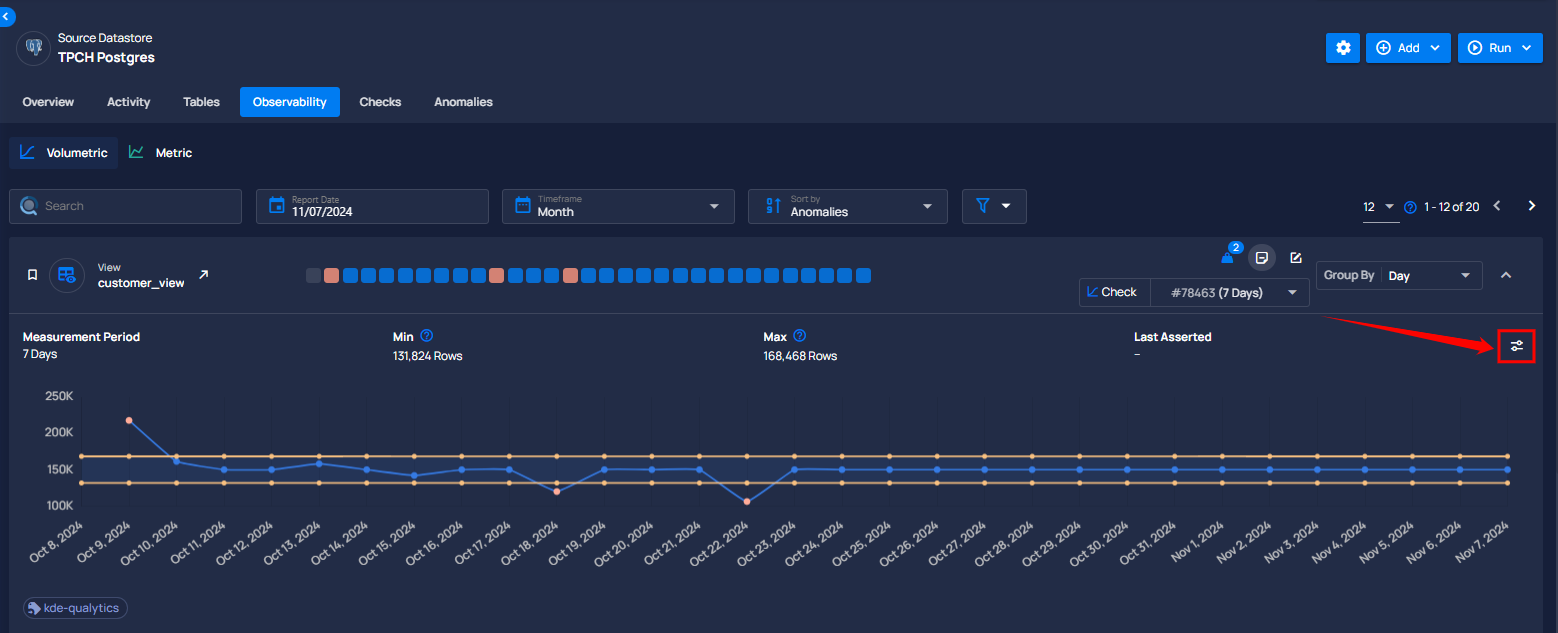 Source Datastore
TPCH Postgres
Add
Run
Overview Activity Tables Observability Checks Anomalies
Volumetric Metric
Search
Report Date
11/07/2024
Timeframe
Month
Sort by
Anomalies
12
1 - 12 of 20
View
customer_view
2
Check
#78463 (7 Days)
Group By Day
Measurement Period
7 Days
Min
131,824 Rows
Max
168,468 Rows
Last Asserted
–
250K
200K
150K
100K
Oct 8, 2024
Oct 9, 2024
Oct 10, 2024
Oct 11, 2024
Oct 12, 2024
Oct 13, 2024
Oct 14, 2024
Oct 15, 2024
Oct 16, 2024
Oct 17, 2024
Oct 18, 2024
Oct 19, 2024
Oct 20, 2024
Oct 21, 2024
Oct 22, 2024
Oct 23, 2024
Oct 24, 2024
Oct 25, 2024
Oct 26, 2024
Oct 27, 2024
Oct 28, 2024
Oct 29, 2024
Oct 30, 2024
Oct 31, 2024
Nov 1, 2024
Nov 2, 2024
Nov 3, 2024
Nov 4, 2024
Nov 5, 2024
Nov 6, 2024
Nov 7, 2024
kde-qualytics